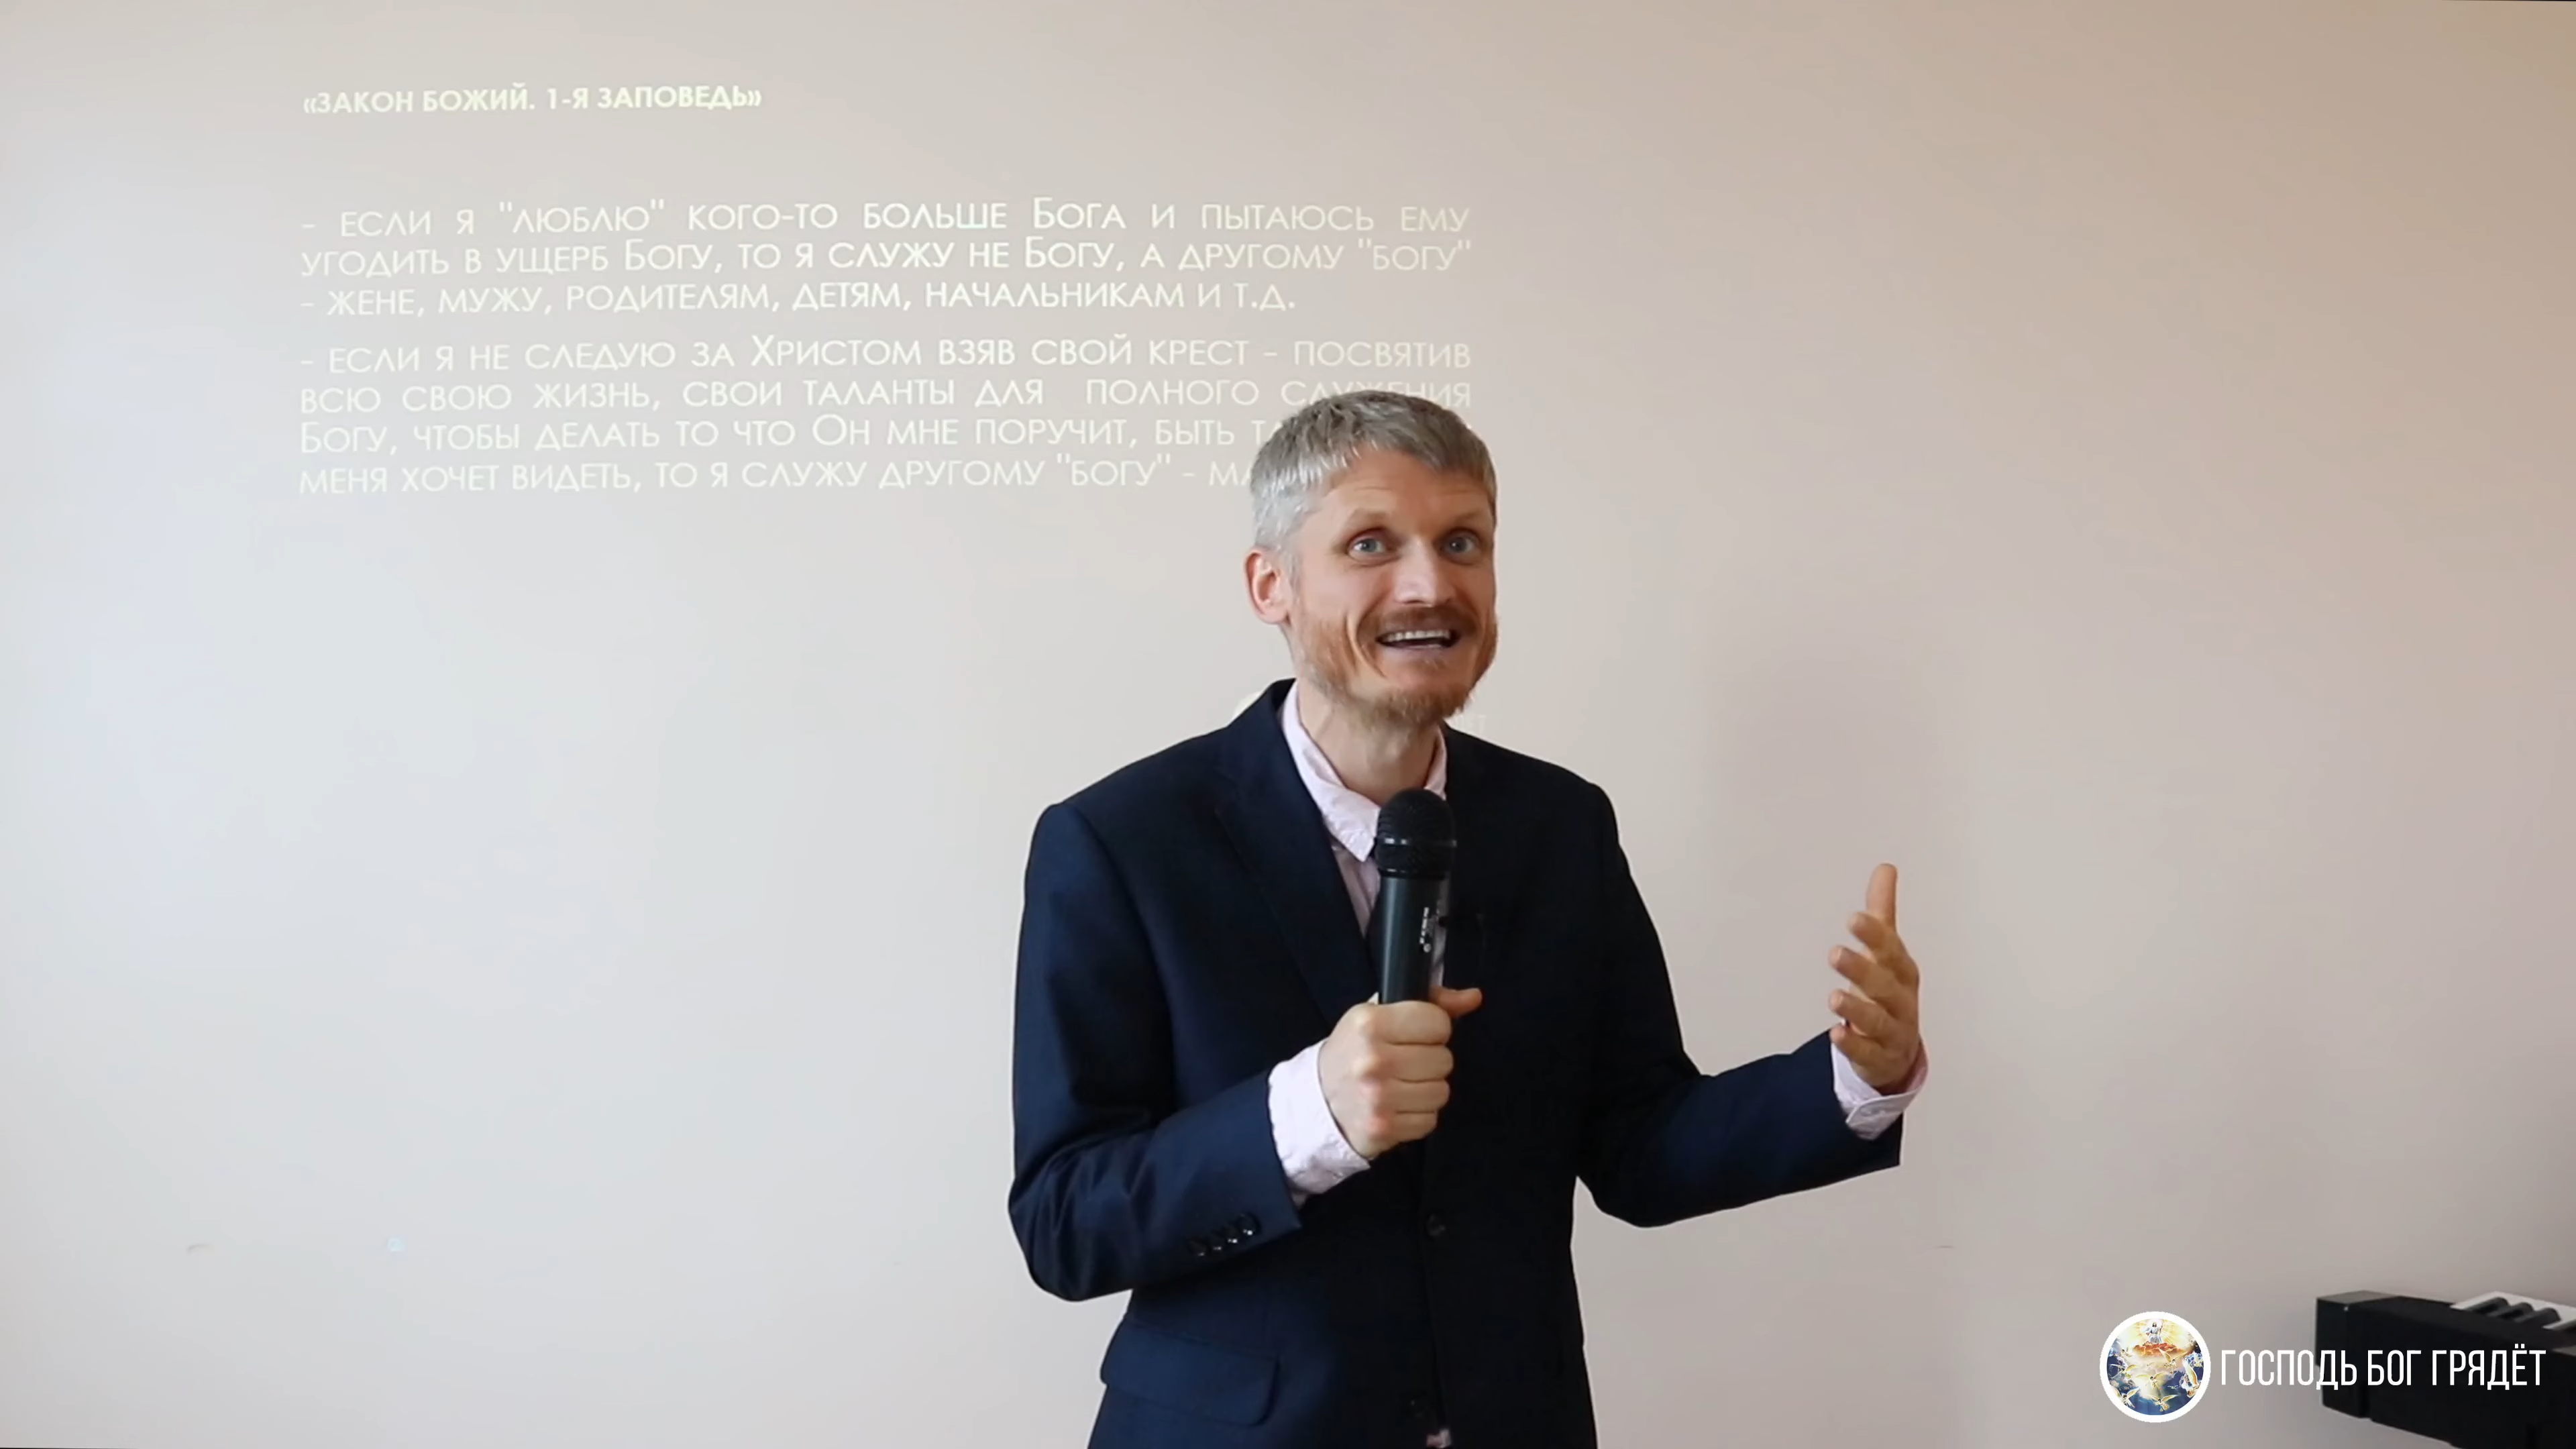 «ЗАКОН БОЖИЙ. 1-Я ЗАПОВЕДЬ»
- ЕСЛИ Я "ЛЮБЛЮ" КОГО-ТО БОЛЬШЕ БОГА И ПЫТАЮСЬ ЕМУ
УГОДИТЬ В УЩЕРБ БОГУ, ТО Я СЛУЖУ НЕ БОГУ, А ДРУГОМУ "БОГУ"
- ЖЕНЕ, МУЖУ, РОДИТЕЛЯМ, ДЕТЯМ, НАЧАЛЬНИКАМ И Т.Д.
- ЕСЛИ Я НЕ СЛЕДУЮ ЗА ХРИСТОМ ВЗЯВ СВОЙ КРЕСТ - ПОСВЯТИВ
ВСЮ СВОЮ ЖИЗНЬ, СВОИ ТАЛАНТЫ ДЛЯ ПОЛНОГО СЛУЖЕНИЯ
БОГУ, ЧТОБЫ ДЕЛАТЬ ТО ЧТО ОН МНЕ ПОРУЧИТ, БЫТЬ
МЕНЯ ХОЧЕТ ВИДЕТЬ, ТО Я СЛУЖУ ДРУГОМУ "БОГУ" -
ГОСПОДЬ БОГ ГРЯДЁТ